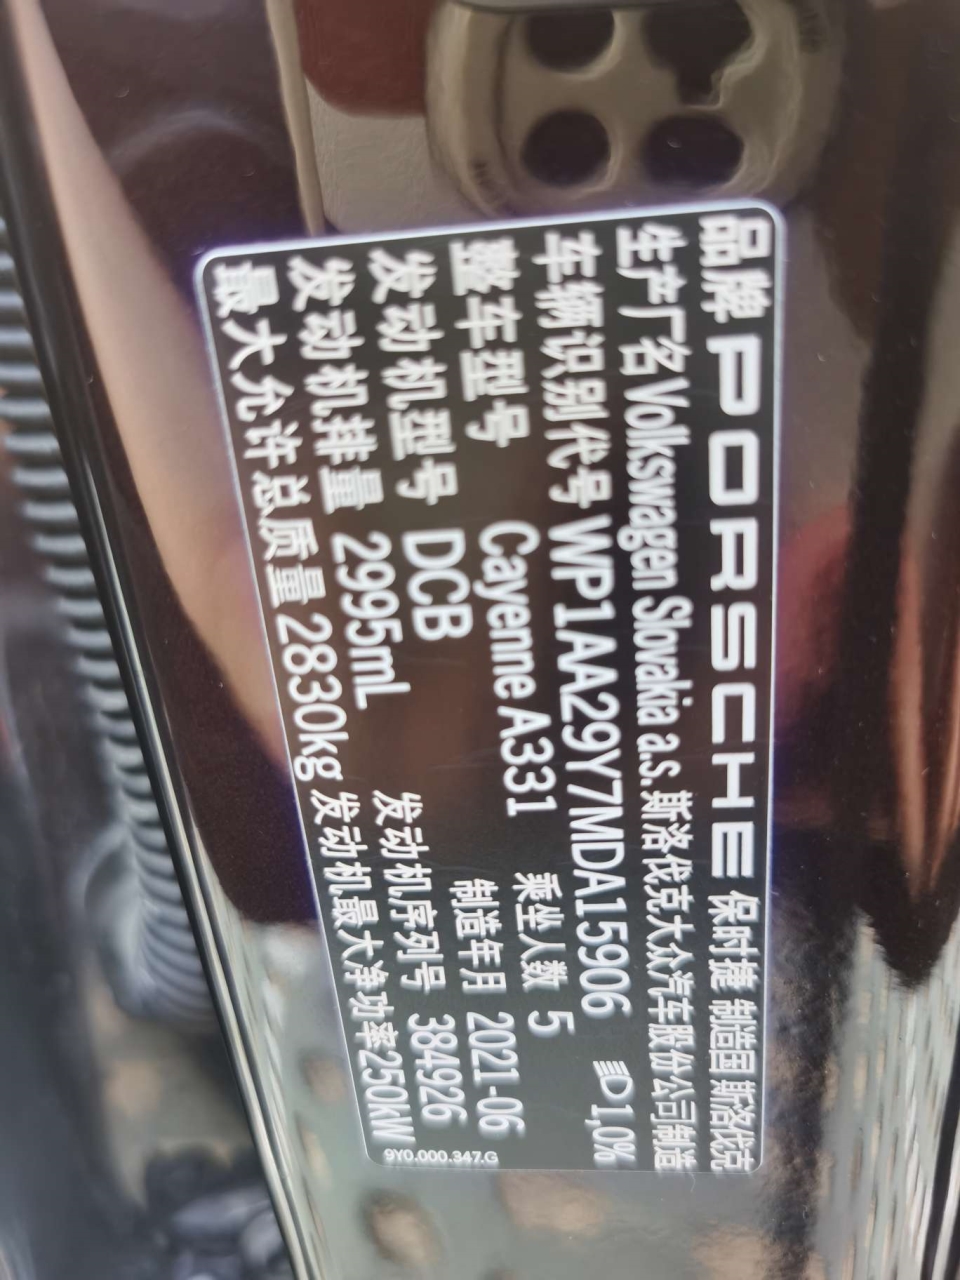 品牌 PORSCHE 保时捷 制造国 斯洛伐克
生产厂名 Volkswagen Slovakia a.s.斯洛伐克大众汽车股份公司制造
车辆识别代号 WP1AA29Y7MDA15906 1,0%
整车型号 Cayenne A331 乘坐人数 5
发动机型号 DCB 制造年月 2021-06
发动机排量 2995mL 发动机序列号 384926
最大允许总质量 2830kg 发动机最大净功率250kW
9Y0.000.347.G